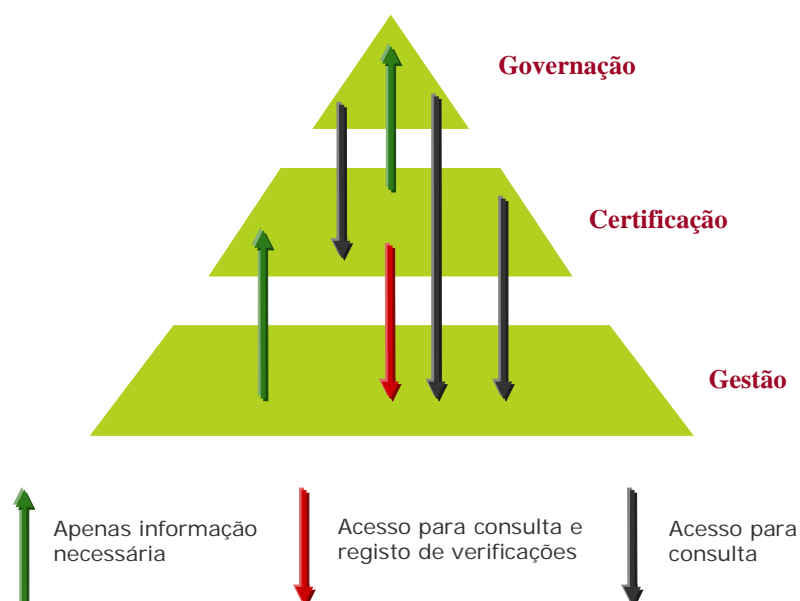 Governação
Certificação
Gestão
Apenas informação
necessária
Acesso para consulta e
registo de verificações
Acesso para
consulta